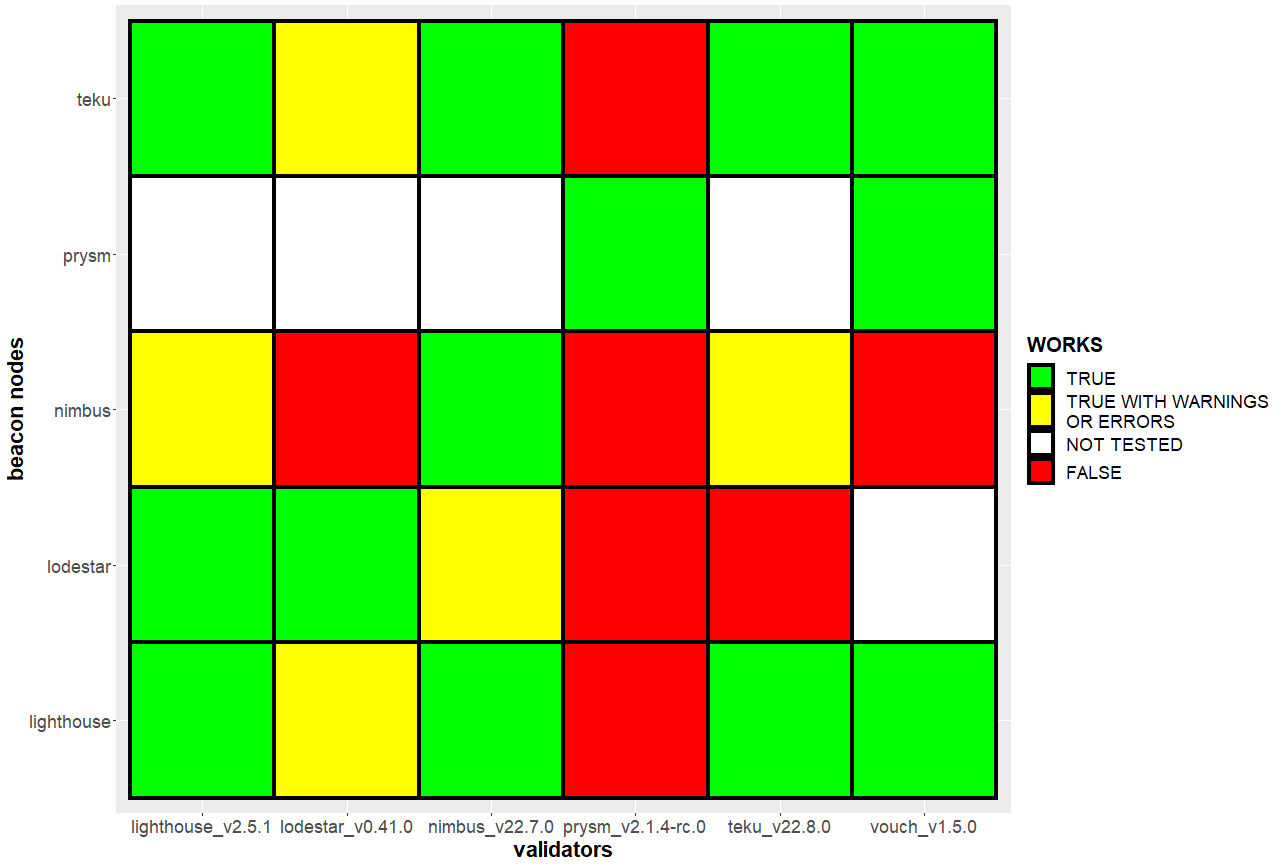 teku
prysm
nimbus
lodestar
lighthouse
beacon nodes
lighthouse_v2.5.1 lodestar_v0.41.0 nimbus_v22.7.0 prysm_v2.1.4-rc.0 teku_v22.8.0 vouch_v1.5.0
validators
WORKS
TRUE
TRUE WITH WARNINGS
OR ERRORS
NOT TESTED
FALSE